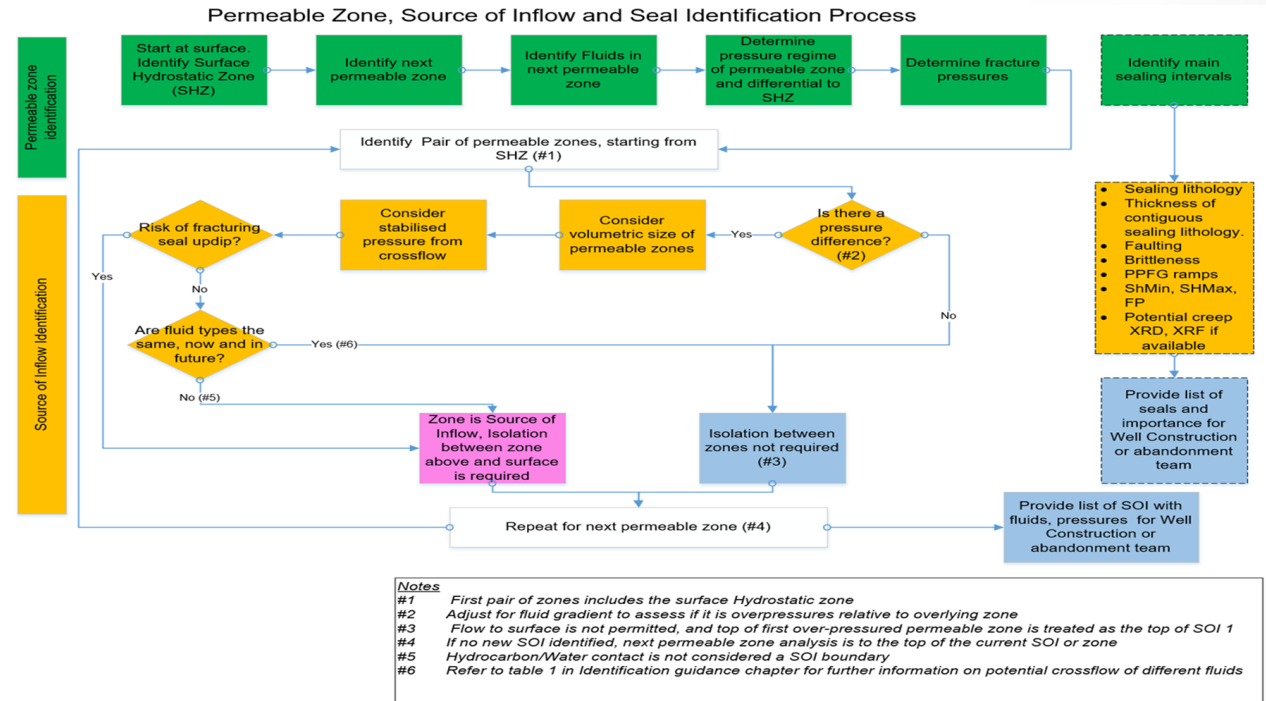 Permeable Zone, Source of Inflow and Seal Identification Process
Permeable zone
identification
Start at surface.
Identify Surface
Hydrostatic Zone
(SHZ)
Identify next
permeable zone
Identify Fluids in
next permeable
zone
Determine
pressure regime
of permeable zone
and differential to
SHZ
Determine fracture
pressures
Identify main
sealing intervals
Identify Pair of permeable zones, starting from
SHZ (#1)
Source of Inflow Identification
Risk of fracturing
seal updip?
Consider
stabilised
pressure from
crossflow
Consider
volumetric size of
permeable zones
Yes
Is there a
pressure
difference?
(#2)
• Sealing lithology
• Thickness of
contiguous
sealing lithology.
• Faulting
• Brittleness
• PPFG ramps
• ShMin, SHMax,
FP
• Potential creep
XRD, XRF if
available
Yes
No
No
Are fluid types the
same, now and in
future?
Yes (#6)
No (#5)
Zone is Source of
Inflow, Isolation
between zone
above and surface
is required
Isolation between
zones not required
(#3)
Provide list of
seals and
importance for
Well Construction
or abandonment
team
Repeat for next permeable zone (#4)
Provide list of SOI with
fluids, pressures for Well
Construction or
abandonment team
Notes
#1 First pair of zones includes the surface Hydrostatic zone
#2 Adjust for fluid gradient to assess if it is overpressures relative to overlying zone
#3 Flow to surface is not permitted, and top of first over-pressured permeable zone is treated as the top of SOI 1
#4 If no new SOI identified, next permeable zone analysis is to the top of the current SOI or zone
#5 Hydrocarbon/Water contact is not considered a SOI boundary
#6 Refer to table 1 in Identification guidance chapter for further information on potential crossflow of different fluids